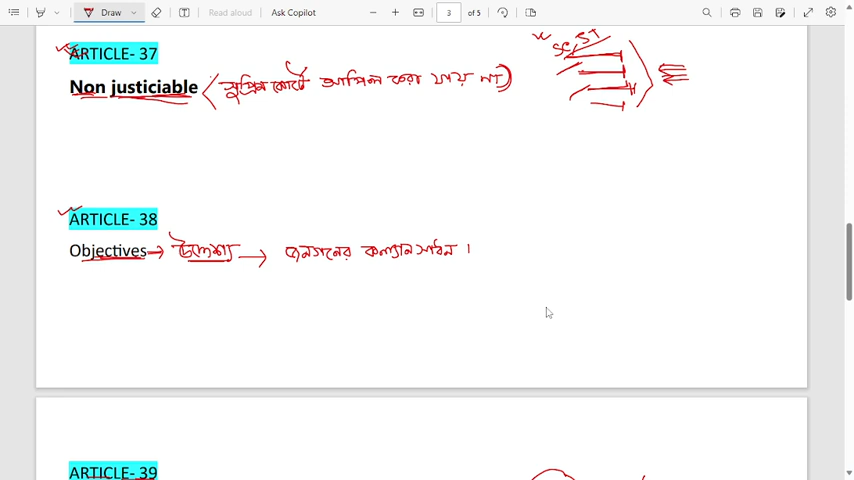 Draw
Read aloud
Ask Copilot
3
of 5
ARTICLE- 37
SC, ST
Non justiciable (সুপ্রিম কোর্টে আপিল করা যায় না)
ARTICLE- 38
Objectives → উদ্দেশ্য → জনগনের কল্যানসাধন ।
ARTICLE- 39